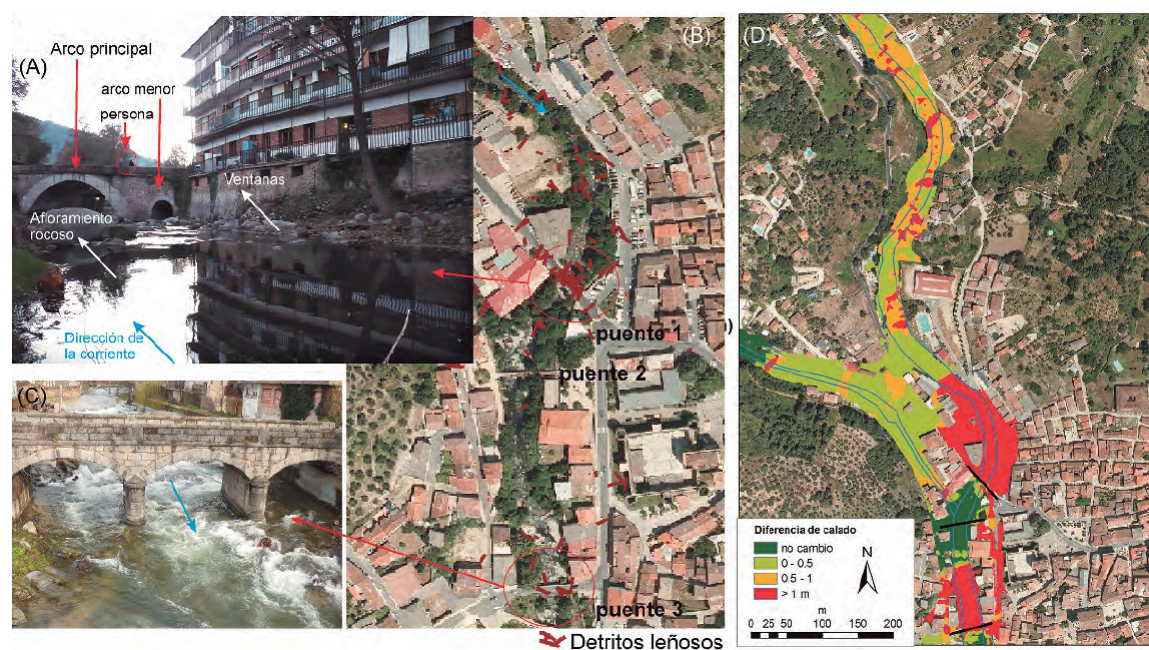 (A)
Arco principal
arco menor
persona
Ventanas
Afloramiento
rocoso
Dirección de
la corriente
(B)
puente 1
puente 2
puente 3
Detritos leñosos
(C)
(D)
Diferencia de calado
no cambio
0 - 0.5
0.5 - 1
> 1 m
N
m
0 25 50 100 150 200